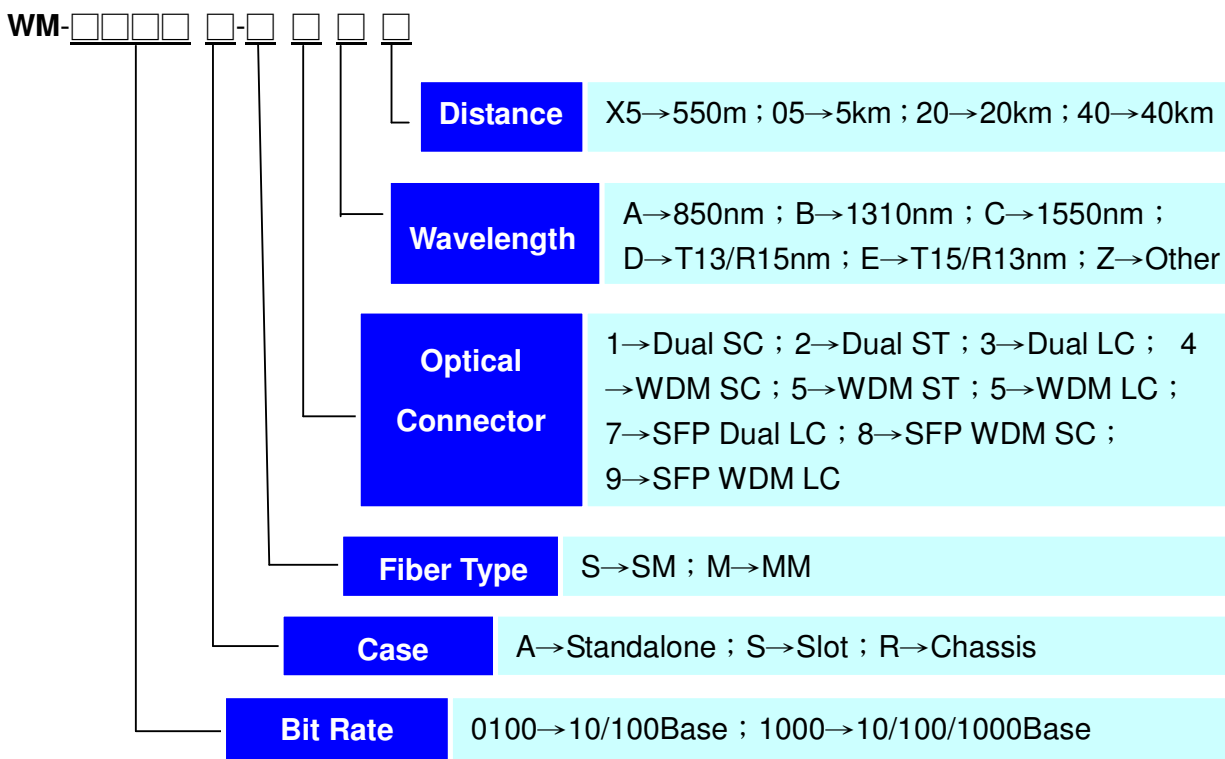 WM-□□□□ □-□ □ □ □
Distance X5→550m；05→5km；20→20km；40→40km
Wavelength
A→850nm；B→1310nm；C→1550nm；
D→T13/R15nm；E→T15/R13nm；Z→Other
Optical
Connector
1→Dual SC；2→Dual ST；3→Dual LC； 4
→WDM SC；5→WDM ST；5→WDM LC；
7→SFP Dual LC；8→SFP WDM SC；
9→SFP WDM LC
Fiber Type S→SM；M→MM
Case A→Standalone；S→Slot；R→Chassis
Bit Rate 0100→10/100Base；1000→10/100/1000Base